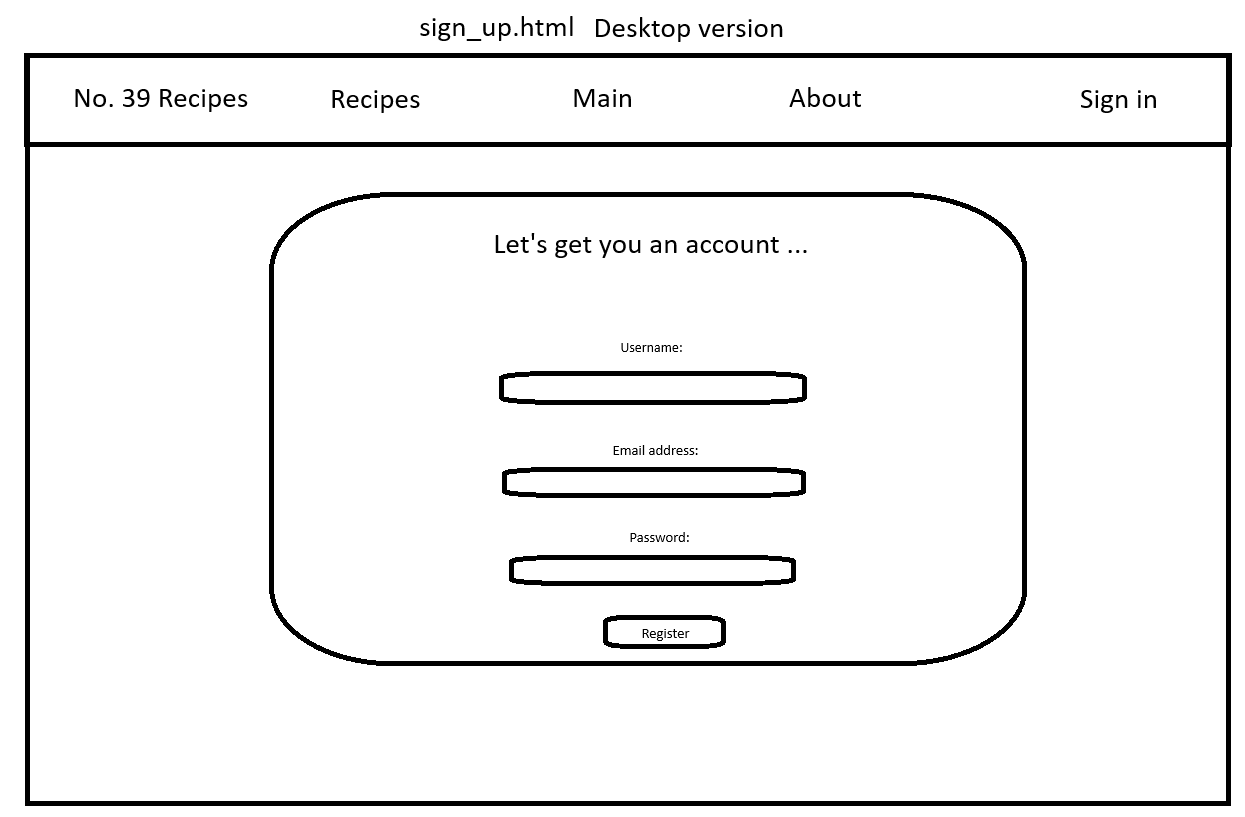 sign_up.html Desktop version
No. 39 Recipes Recipes Main About Sign in
Let's get you an account ...
Username:
Email address:
Password:
Register